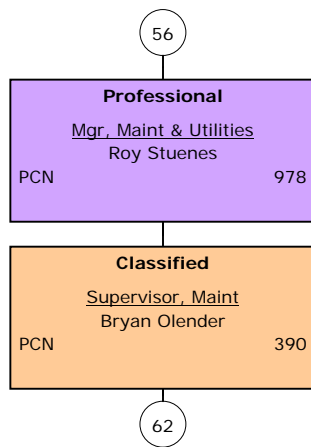 56
Professional
Mgr, Maint & Utilities
Roy Stuenes
PCN 978
Classified
Supervisor, Maint
Bryan Olender
PCN 390
62